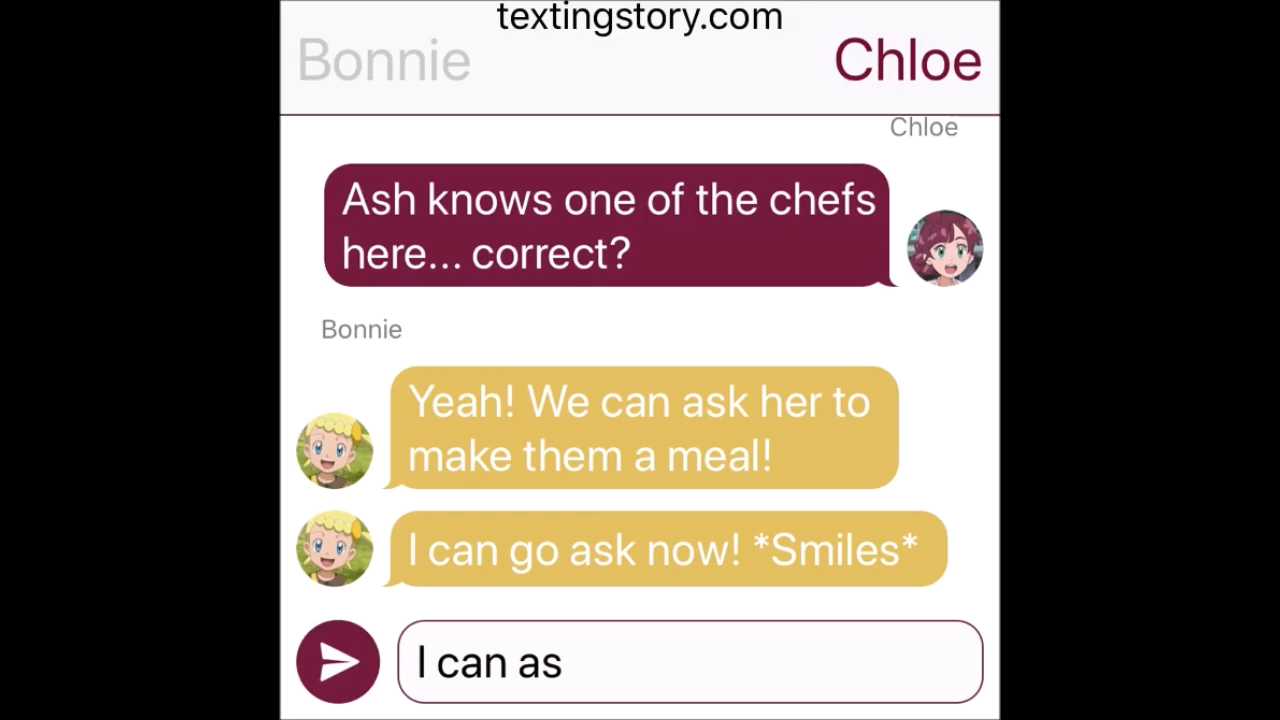 textingstory.com
Bonnie
Chloe
Chloe
Ash knows one of the chefs
here... correct?
Bonnie
Yeah! We can ask her to
make them a meal!
I can go ask now! *Smiles*
I can as